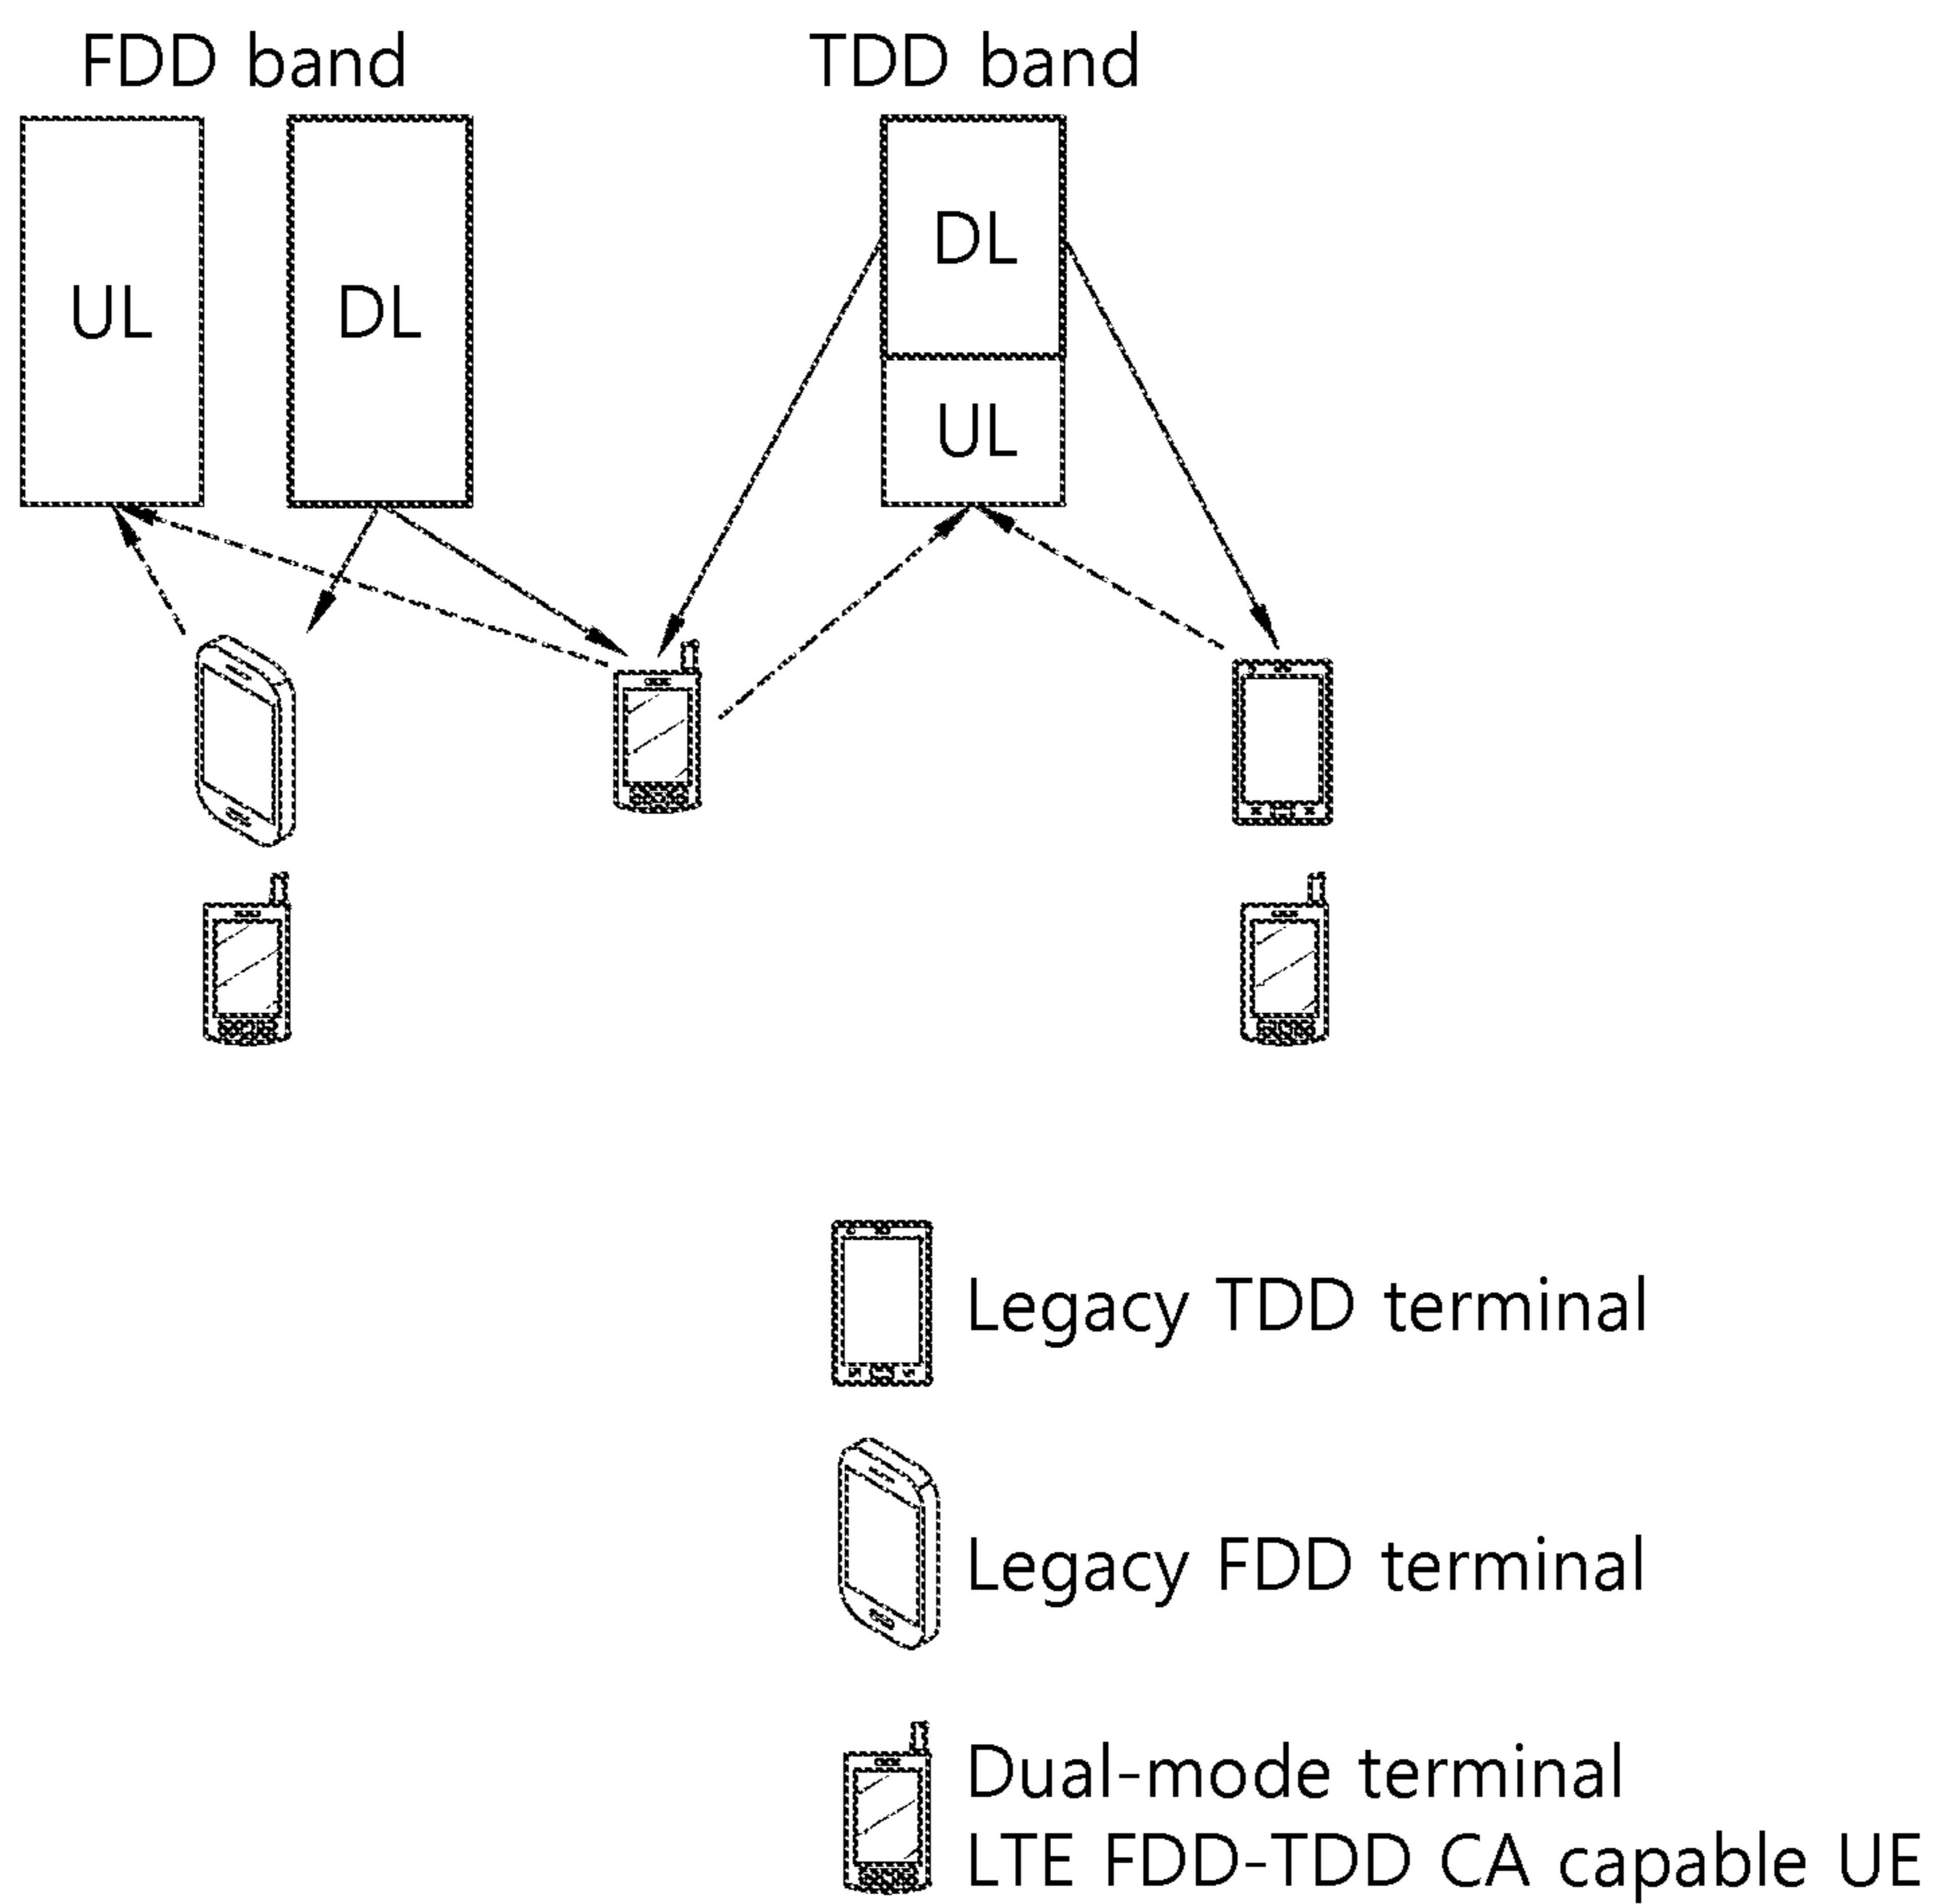 FDD band
TDD band
UL
DL
DL
UL
Legacy TDD terminal
Legacy FDD terminal
Dual-mode terminal
LTE FDD-TDD CA capable UE